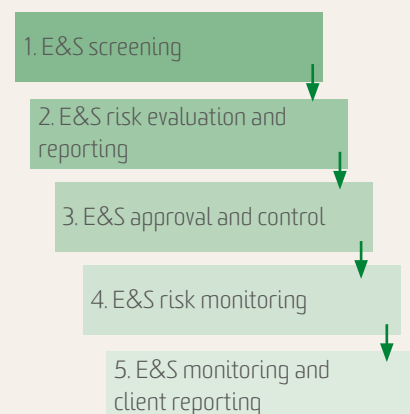 1. E&S screening
2. E&S risk evaluation and
reporting
3. E&S approval and control
4. E&S risk monitoring
5. E&S monitoring and
client reporting